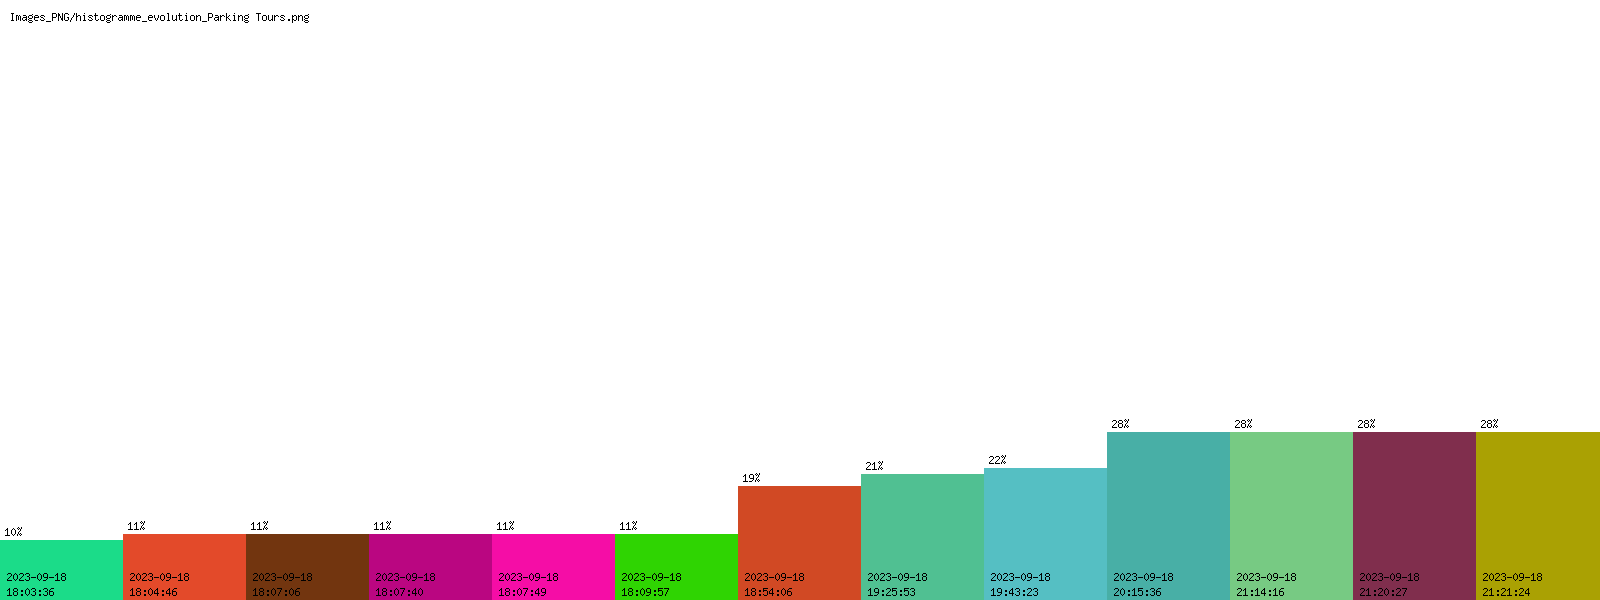 Images_PNG/histogramme_evolution_Parking Tours.png
28% 28% 28% 28%
22%
21%
19%
11% 11% 11% 11% 11%
10%
2023-09-18 2023-09-18 2023-09-18 2023-09-18 2023-09-18 2023-09-18 2023-09-18 2023-09-18 2023-09-18 2023-09-18 2023-09-18 2023-09-18 2023-09-18
18:03:36 18:04:46 18:07:06 18:07:40 18:07:49 18:09:57 18:54:06 19:25:53 19:43:23 20:15:36 21:14:16 21:20:27 21:21:24